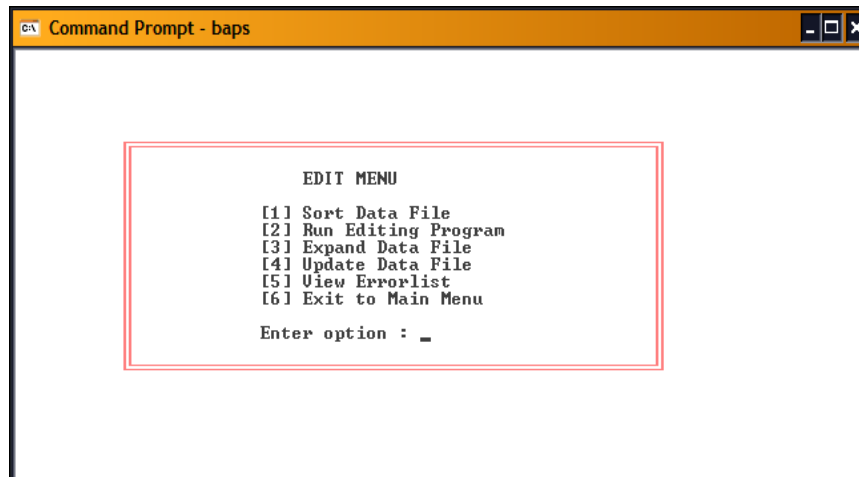 Command Prompt - baps
EDIT MENU
[1] Sort Data File
[2] Run Editing Program
[3] Expand Data File
[4] Update Data File
[5] View Errorlist
[6] Exit to Main Menu
Enter option : _